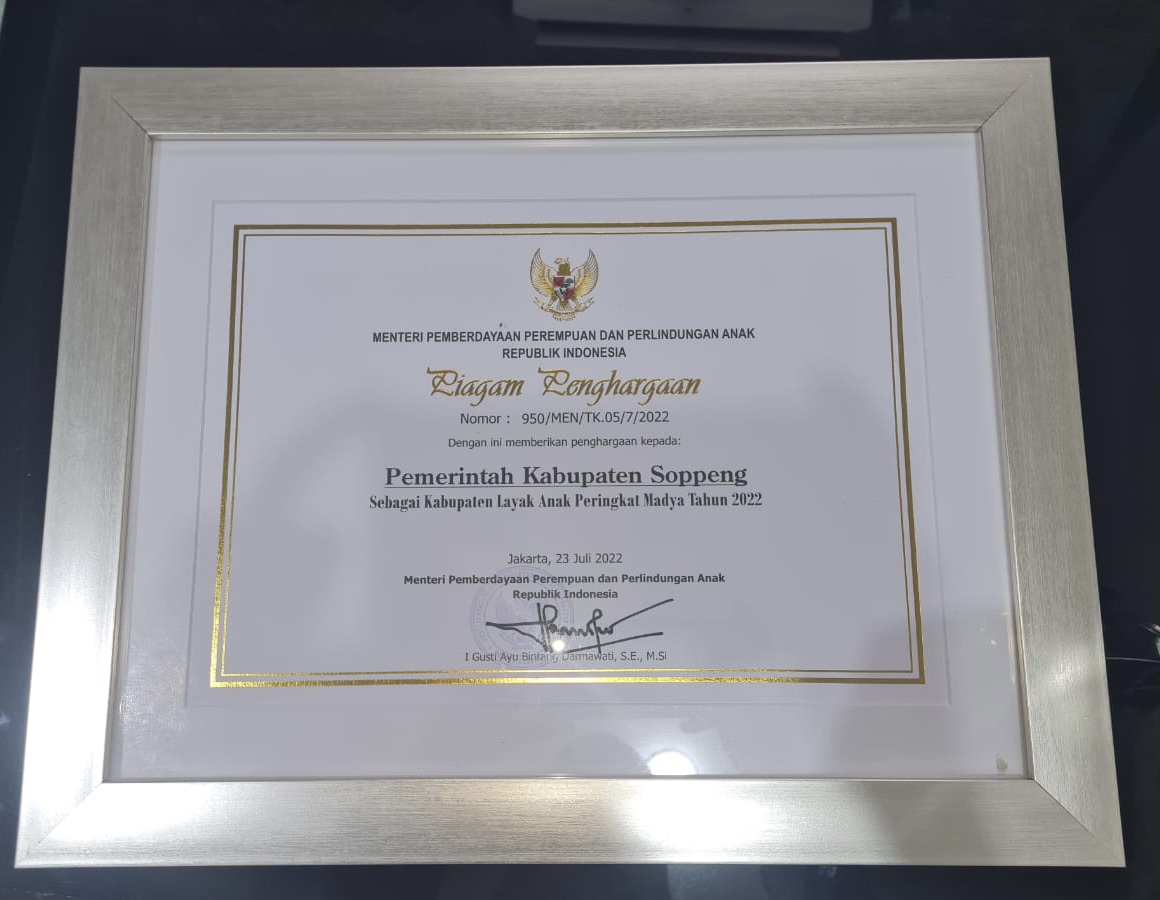 MENTERI PEMBERDAYAAN PEREMPUAN DAN PERLINDUNGAN ANAK
REPUBLIK INDONESIA
Piagam Penghargaan
Nomor : 950/MEN/TK.05/7/2022
Dengan ini memberikan penghargaan kepada:
Pemerintah Kabupaten Soppeng
Sebagai Kabupaten Layak Anak Peringkat Madya Tahun 2022
Jakarta, 23 Juli 2022
Menteri Pemberdayaan Perempuan dan Perlindungan Anak
Republik Indonesia
I Gusti Ayu Bintang Darmawati, S.E., M.Si